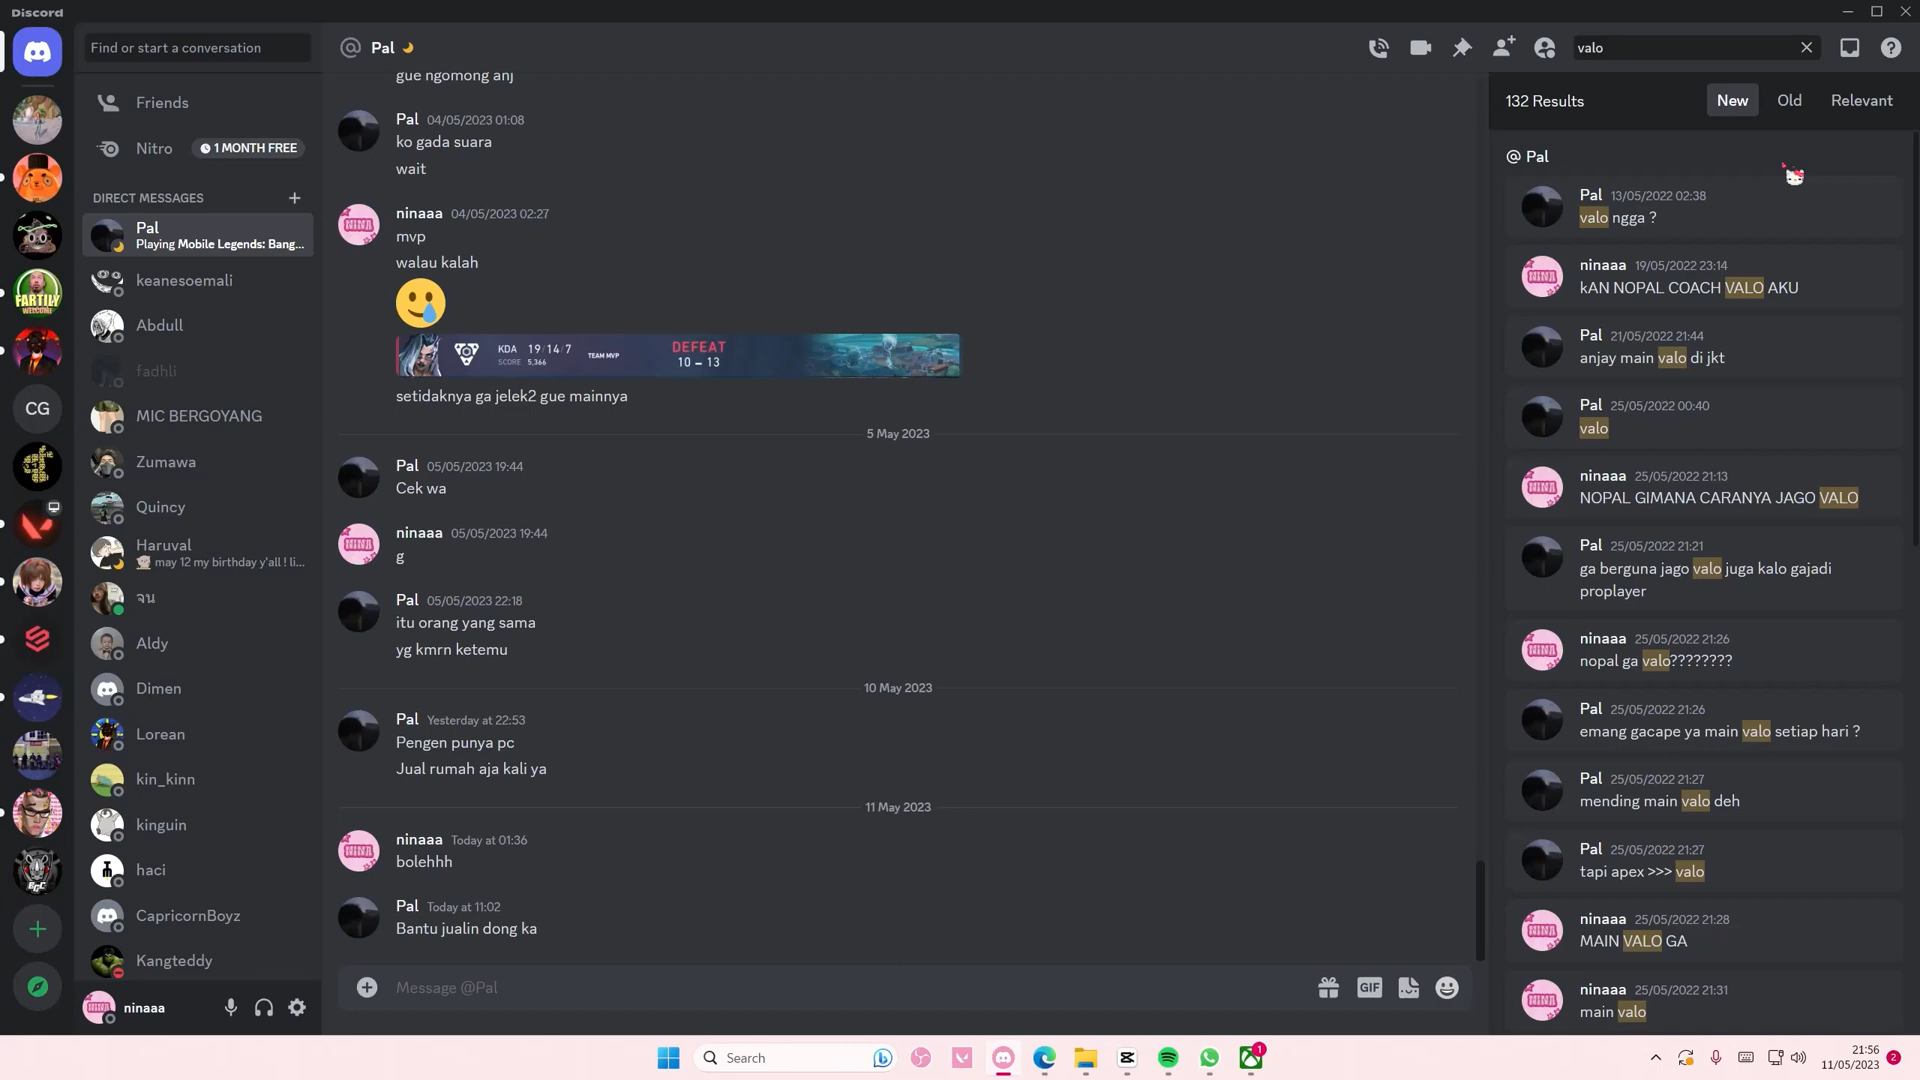 Discord
Find or start a conversation
Friends
Nitro
1 MONTH FREE
DIRECT MESSAGES
Pal
Playing Mobile Legends: Bang...
keanesoemali
Abdull
fadhli
MIC BERGOYANG
Zumawa
Quincy
Haruval
may 12 my birthday y'all ! li...
จน
Aldy
Dimen
Lorean
kin_kinn
kinguin
haci
CapricornBoyz
Kangteddy
ninaaa
FARTILY
WELCOME
CG
Pal
gue ngomong anj
Pal 04/05/2023 01:08
ko gada suara
wait
NINA
ninaaa 04/05/2023 02:27
mvp
walau kalah
KDA 19/14/7
SCORE 5,366
TEAM MVP
DEFEAT
10 – 13
setidaknya ga jelek2 gue mainnya
5 May 2023
Pal 05/05/2023 19:44
Cek wa
NINA
ninaaa 05/05/2023 19:44
g
Pal 05/05/2023 22:18
itu orang yang sama
yg kmrn ketemu
10 May 2023
Pal Yesterday at 22:53
Pengen punya pc
Jual rumah aja kali ya
11 May 2023
NINA
ninaaa Today at 01:36
bolehhh
Pal Today at 11:02
Bantu jualin dong ka
Message @Pal
GIF
valo
132 Results
New
Old
Relevant
@ Pal
Pal 13/05/2022 02:38
valo ngga ?
NINA
ninaaa 19/05/2022 23:14
kAN NOPAL COACH VALO AKU
Pal 21/05/2022 21:44
anjay main valo di jkt
Pal 25/05/2022 00:40
valo
NINA
ninaaa 25/05/2022 21:13
NOPAL GIMANA CARANYA JAGO VALO
Pal 25/05/2022 21:21
ga berguna jago valo juga kalo gajadi
proplayer
NINA
ninaaa 25/05/2022 21:26
nopal ga valo????????
Pal 25/05/2022 21:26
emang gacape ya main valo setiap hari ?
Pal 25/05/2022 21:27
mending main valo deh
Pal 25/05/2022 21:27
tapi apex >>> valo
NINA
ninaaa 25/05/2022 21:28
MAIN VALO GA
NINA
ninaaa 25/05/2022 21:31
main valo
Search
1
21:56
11/05/2023
2